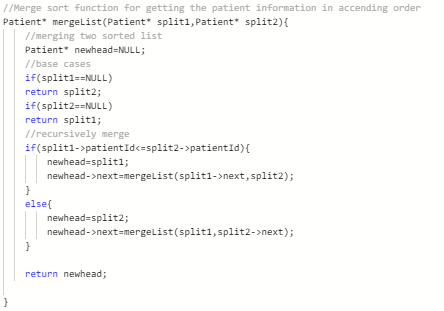 //Merge sort function for getting the patient information in accending order
Patient* mergeList(Patient* split1,Patient* split2){
//merging two sorted list
Patient* newhead=NULL;
//base cases
if(split1==NULL)
return split2;
if(split2==NULL)
return split1;
//recursively merge
if(split1->patientId<=split2->patientId){
newhead=split1;
newhead->next=mergeList(split1->next,split2);
}
else{
newhead=split2;
newhead->next=mergeList(split1,split2->next);
}
return newhead;
}